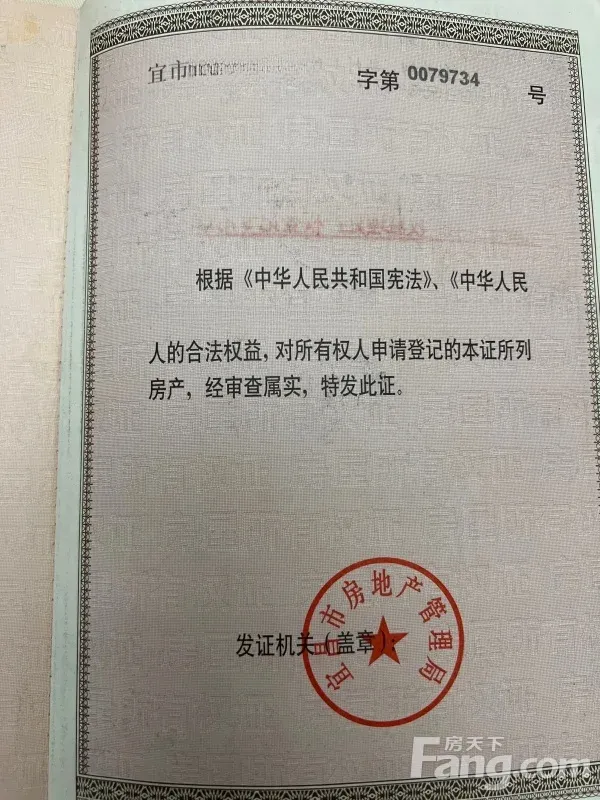 宜市
字第 0079734 号
根据《中华人民共和国宪法》、《中华人民
人的合法权益，对所有权人申请登记的本证所列
房产，经审查属实，特发此证。
宜昌市房地产管理局
发证机关（盖章）：
房天下
Fang.com